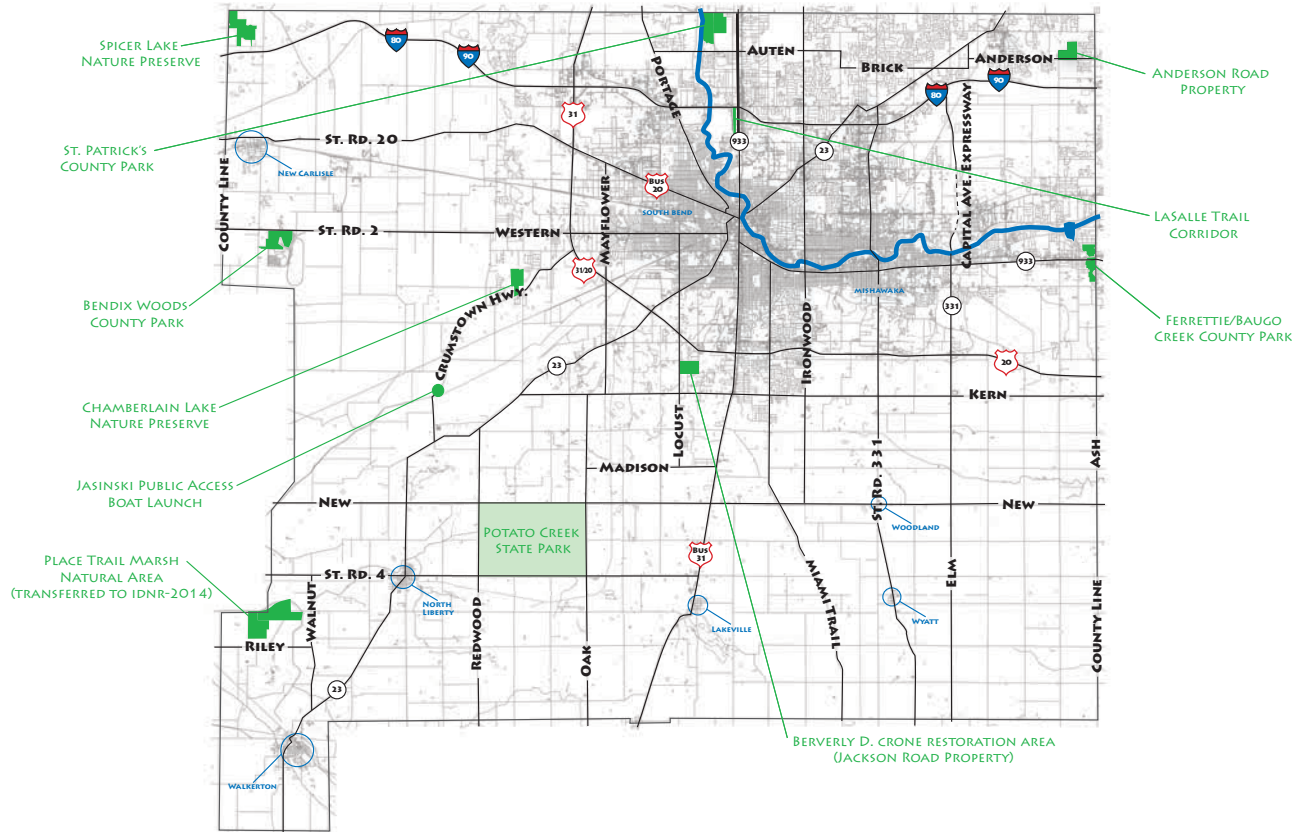 Spicer Lake
Nature Preserve
80
90
Auten
Brick
Anderson
Anderson Road
Property
Portage
31
80
90
933
23
St. Rd. 20
St. Patrick's
County Park
New Carlisle
Bus
20
County Line
Mayflower
South Bend
Capital Ave. Expressway
LaSalle Trail
Corridor
St. Rd. 2
Western
31/20
933
Mishawaka
Bendix Woods
County Park
Crumstown Hwy.
331
Ironwood
Ferrettie/Baugo
Creek County Park
23
20
Kern
Chamberlain Lake
Nature Preserve
Locust
Madison
St. Rd. 331
Ash
Jasinski Public Access
Boat Launch
New
New
Woodland
Potato Creek
State Park
Bus
31
Place Trail Marsh
Natural Area
(transferred to IDNR-2014)
St. Rd. 4
Walnut
North
Liberty
Redwood
Oak
Lakeville
Miami Trail
Wyatt
Elm
County Line
Riley
23
Berverly D. Crone restoration area
(Jackson Road Property)
Walkerton